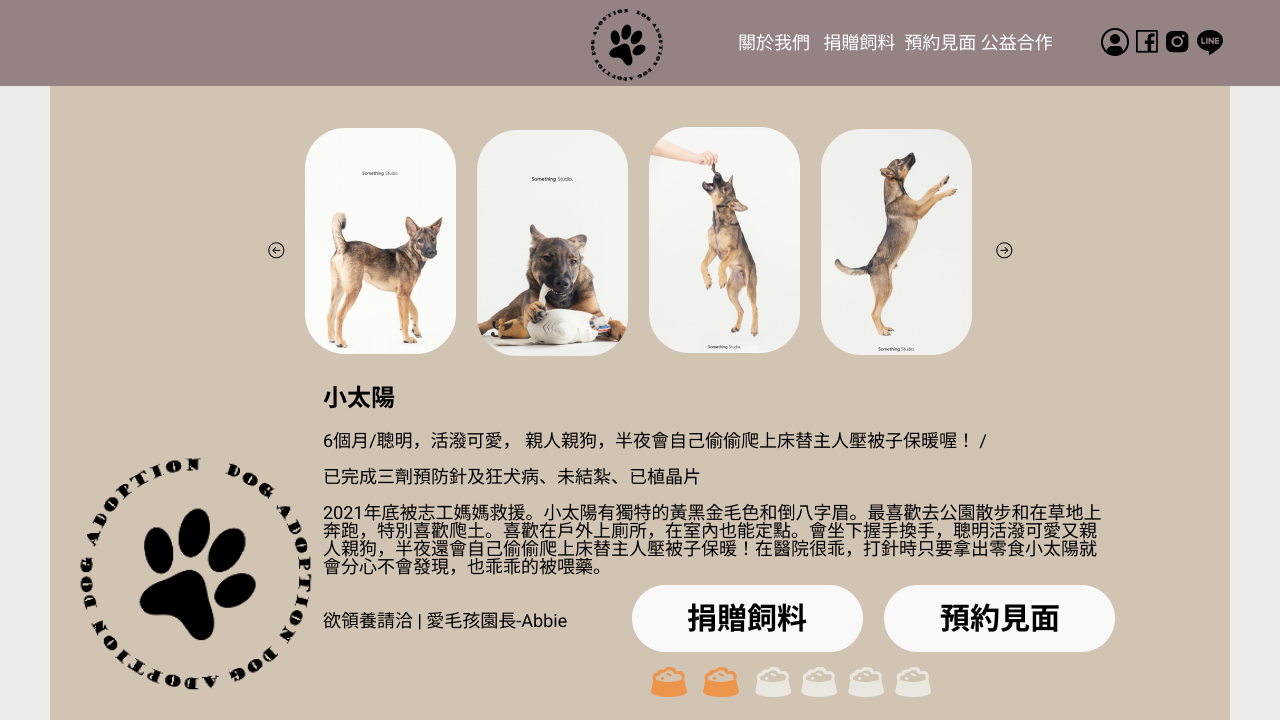 DOG ADOPTION DOG ADOPTION DOG ADOPTION
關於我們 捐贈飼料 預約見面 公益合作
LINE
Something Studio.
Something Studio.
Something Studio.
Something Studio.
小太陽
6個月/聰明，活潑可愛， 親人親狗，半夜會自己偷偷爬上床替主人壓被子保暖喔！ /
已完成三劑預防針及狂犬病、未結紮、已植晶片
2021年底被志工媽媽救援。小太陽有獨特的黃黑金毛色和倒八字眉。最喜歡去公園散步和在草地上
奔跑，特別喜歡爬土。喜歡在戶外上廁所，在室內也能定點。會坐下握手換手，聰明活潑可愛又親
人親狗，半夜還會自己偷偷爬上床替主人壓被子保暖！在醫院很乖，打針時只要拿出零食小太陽就
會分心不會發現，也乖乖的被喂藥。
DOG ADOPTION DOG ADOPTION DOG ADOPTION
欲領養請洽 | 愛毛孩園長-Abbie
捐贈飼料
預約見面